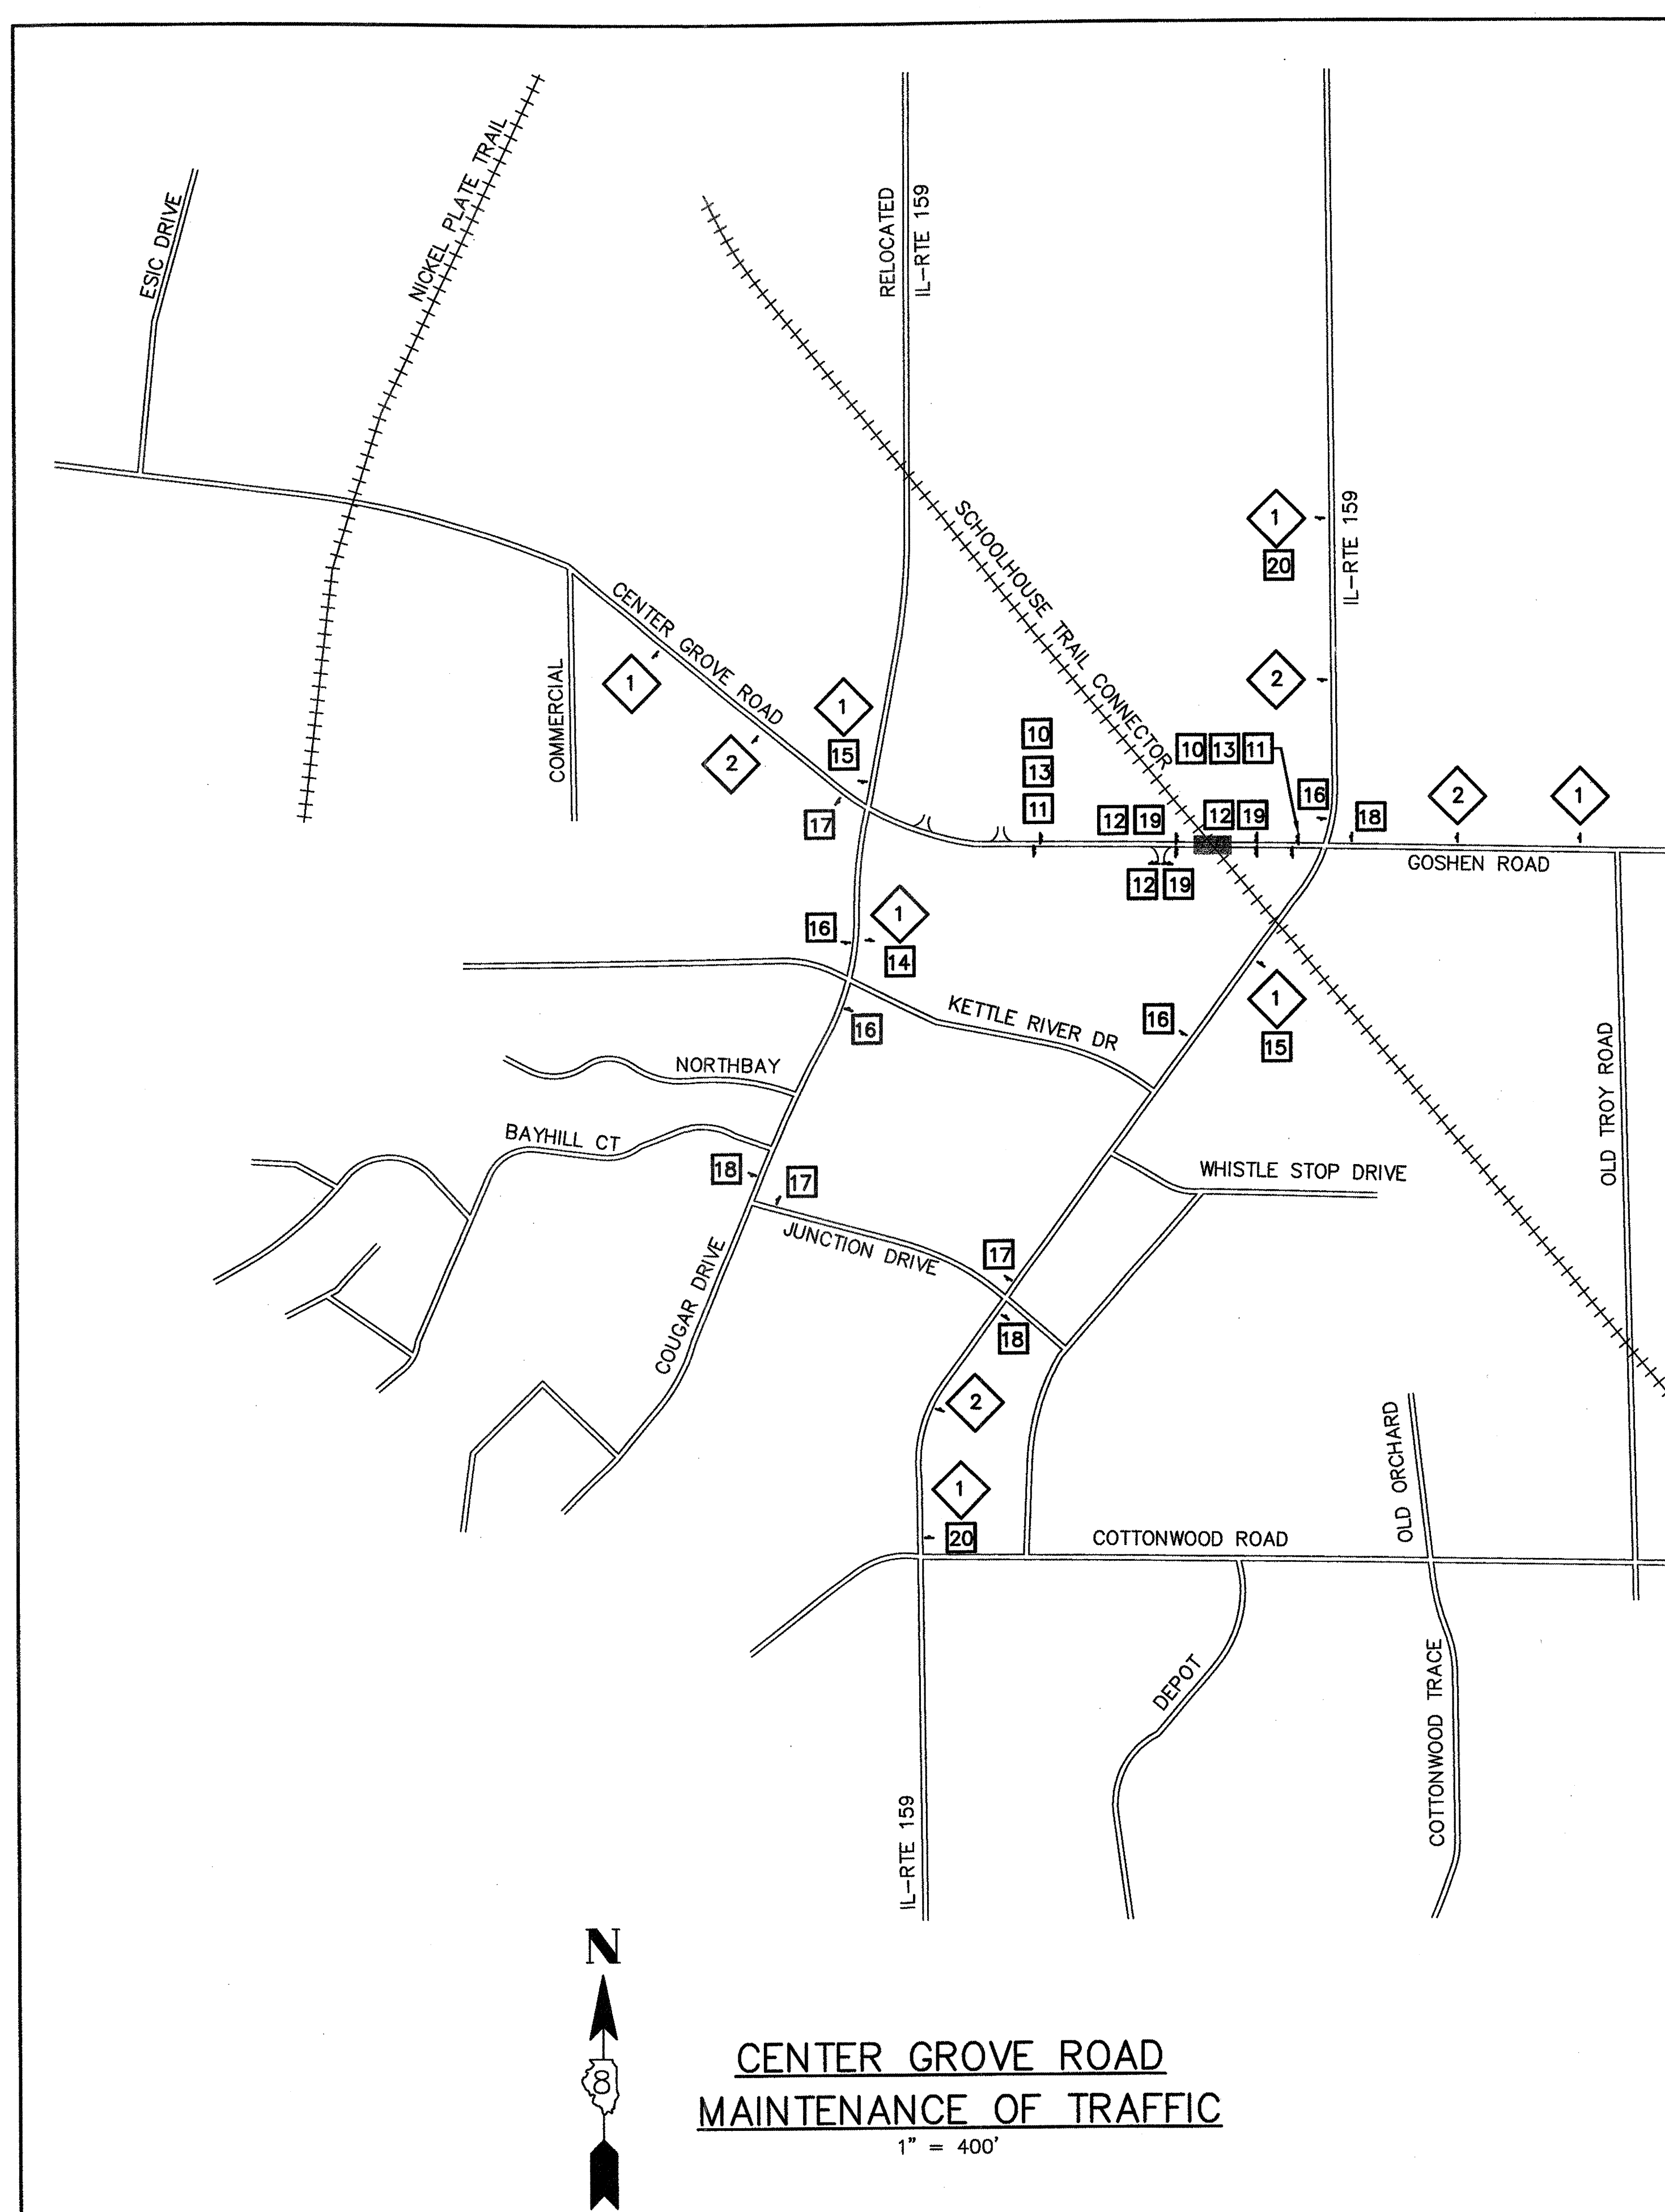 ESIC DRIVE
NICKEL PLATE TRAIL
RELOCATED
IL-RTE 159
SCHOOLHOUSE TRAIL CONNECTOR
IL-RTE 159
1
20
2
CENTER GROVE ROAD
COMMERCIAL
1
2
1
15
17
10
13
11
10 13 11
16
18
2
1
12 19
12 19
12 19
GOSHEN ROAD
16
1
14
16
KETTLE RIVER DR
16
1
15
NORTHBAY
BAYHILL CT
18
17
JUNCTION DRIVE
COUGAR DRIVE
WHISTLE STOP DRIVE
OLD TROY ROAD
17
18
2
1
20
COTTONWOOD ROAD
OLD ORCHARD
DEPOT
COTTONWOOD TRACE
IL-RTE 159
N
8
CENTER GROVE ROAD
MAINTENANCE OF TRAFFIC
1" = 400'